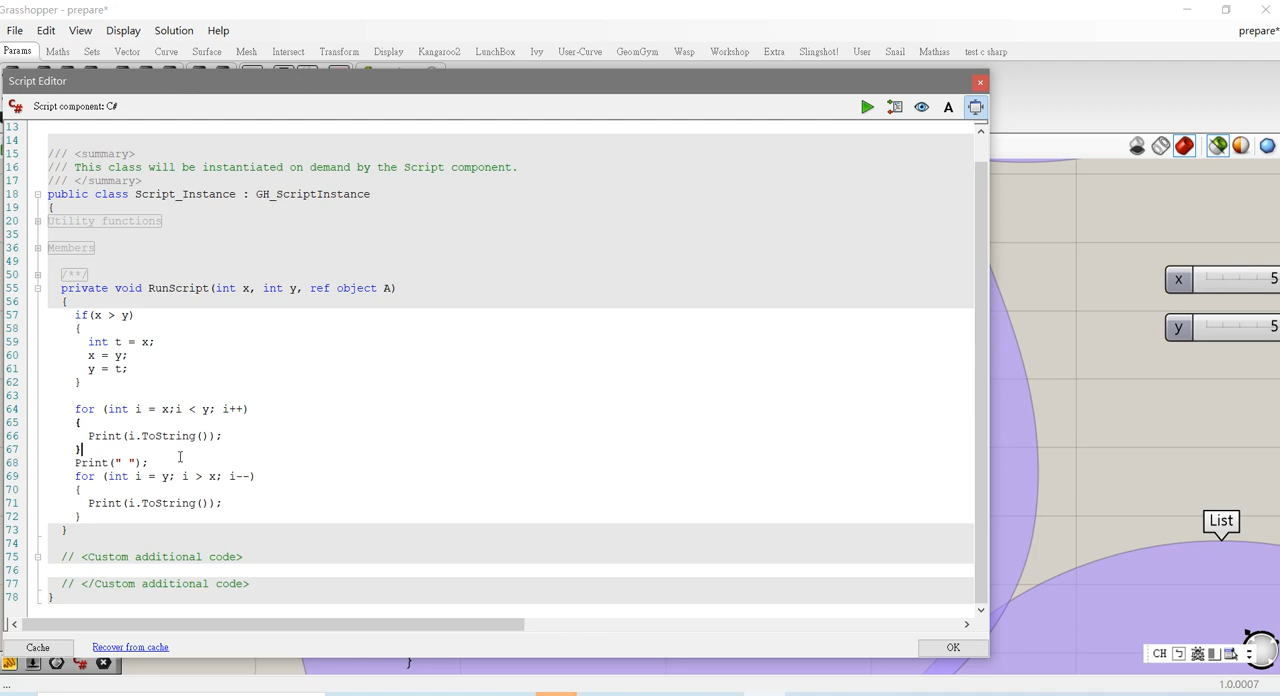 Grasshopper - prepare*
File Edit View Display Solution Help
prepare*
Params Maths Sets Vector Curve Surface Mesh Intersect Transform Display Kangaroo2 LunchBox Ivy User-Curve GeomGym Wasp Workshop Extra Slingshot! User Snail Mathias test c sharp
Script Editor
C# Script component: C#
A
13
14
15 /// <summary>
16 /// This class will be instantiated on demand by the Script component.
17 /// </summary>
18 public class Script_Instance : GH_ScriptInstance
19 {
20 Utility functions
35
36 Members
49
50 /**/
55 private void RunScript(int x, int y, ref object A)
56 {
57 if(x > y)
58 {
59 int t = x;
60 x = y;
61 y = t;
62 }
63
64 for (int i = x;i < y; i++)
65 {
66 Print(i.ToString());
67 }
68 Print(" ");
69 for (int i = y; i > x; i--)
70 {
71 Print(i.ToString());
72 }
73 }
74
75 // <Custom additional code>
76
77 // </Custom additional code>
78 }
x 5
y 5
List
Cache Recover from cache OK
CH
}
... 1.0.0007